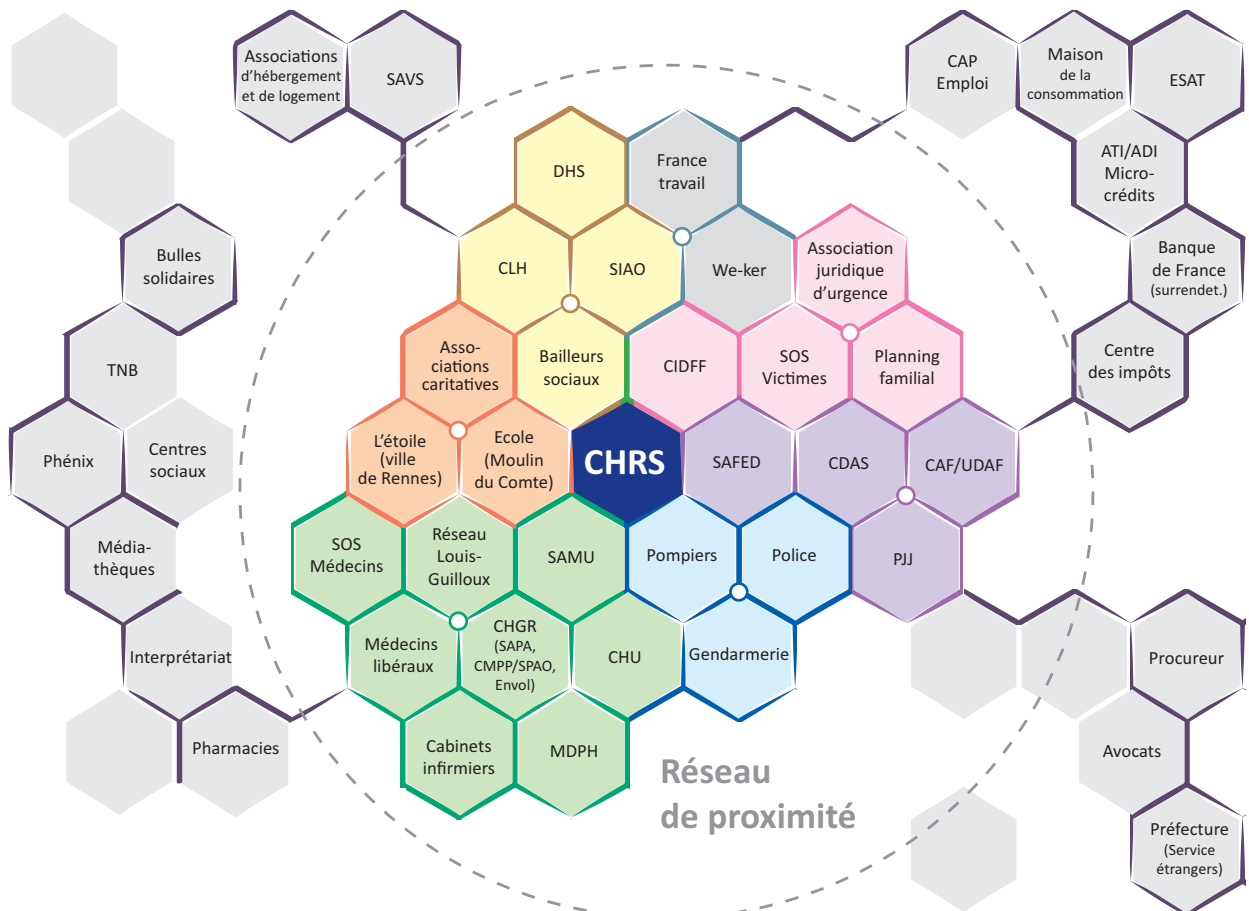 Associations
d'hébergement
et de logement
SAVS
CAP
Emploi
Maison
de la
consommation
ESAT
DHS
France
travail
ATI/ADI
Micro-
crédits
Bulles
solidaires
CLH
SIAO
We-ker
Association
juridique
d'urgence
Banque
de France
(surrendet.)
TNB
Asso-
ciations
caritatives
Bailleurs
sociaux
CIDFF
SOS
Victimes
Planning
familial
Centre
des impôts
Phénix
Centres
sociaux
L'étoile
(ville
de Rennes)
Ecole
(Moulin
du Comte)
CHRS
SAFED
CDAS
CAF/UDAF
Média-
thèques
SOS
Médecins
Réseau
Louis-
Guilloux
SAMU
Pompiers
Police
PJJ
Interprétariat
Médecins
libéraux
CHGR
(SAPA,
CMPP/SPAO,
Envol)
CHU
Gendarmerie
Procureur
Pharmacies
Cabinets
infirmiers
MDPH
Avocats
Réseau
de proximité
Préfecture
(Service
étrangers)